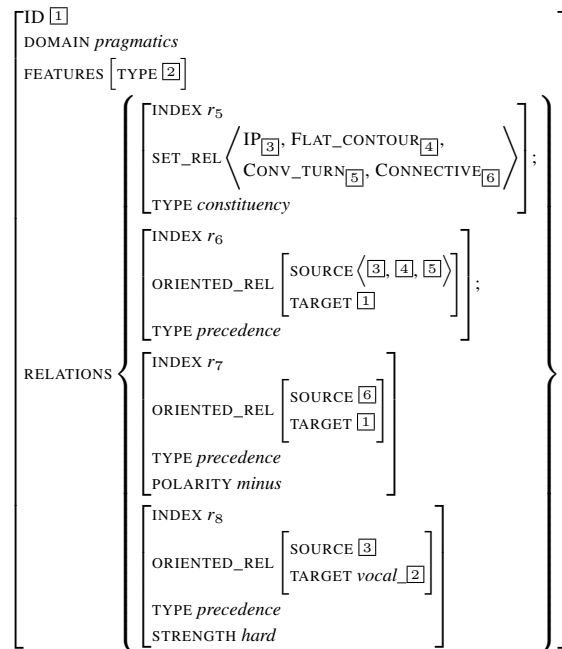 ID 1
DOMAIN pragmatics
FEATURES [TYPE 2]
INDEX r5
IP3, FLAT_CONTOUR4,
SET_REL
CONV_TURN5, CONNECTIVE6
;
TYPE constituency
INDEX r6
SOURCE ⟨3, 4, 5⟩
ORIENTED_REL
;
TARGET 1
TYPE precedence
RELATIONS
INDEX r7
SOURCE 6
ORIENTED_REL
TARGET 1
TYPE precedence
POLARITY minus
INDEX r8
SOURCE 3
ORIENTED_REL
TARGET vocal_2
TYPE precedence
STRENGTH hard